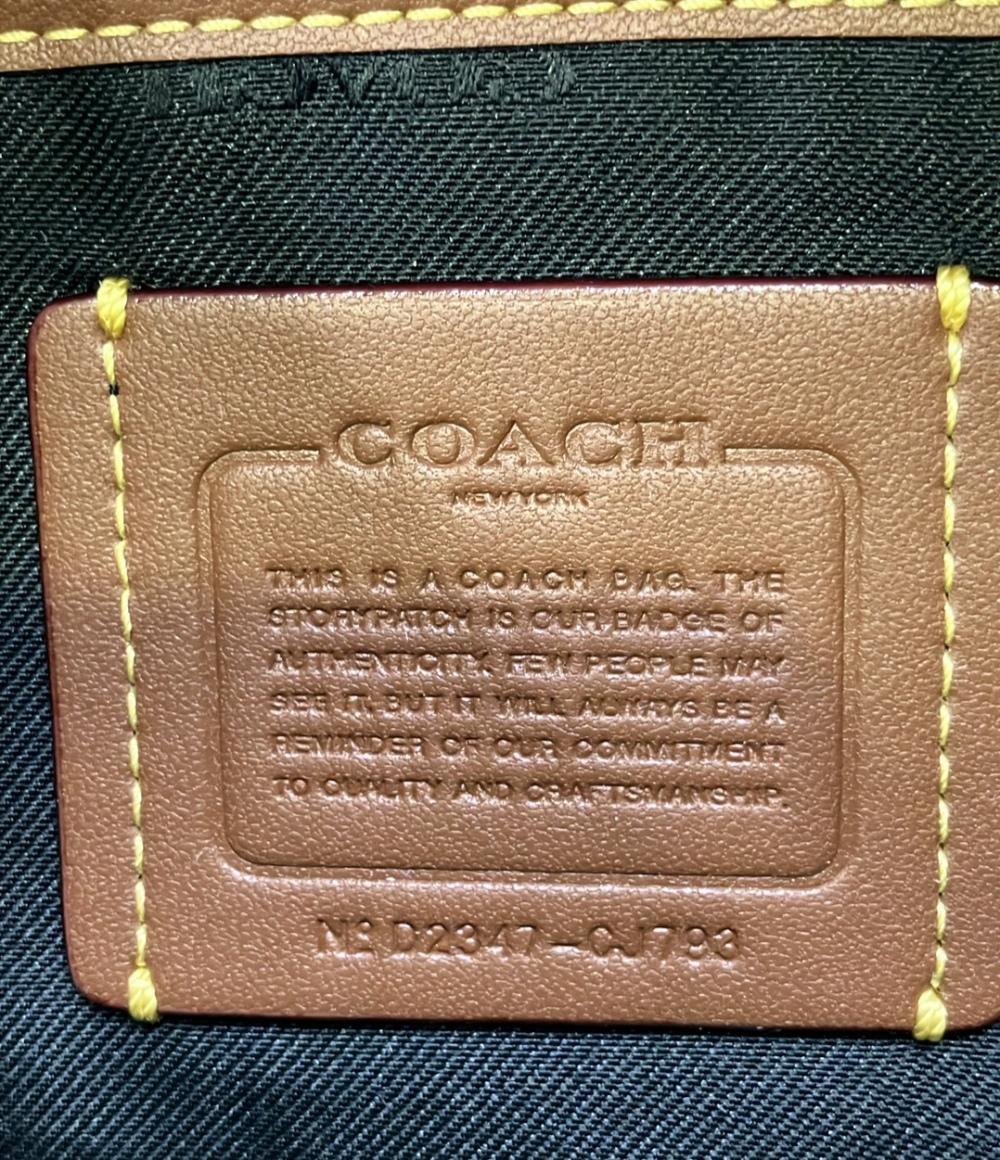 COACH
NEW YORK
THIS IS A COACH BAG. THE
STORYPATCH IS OUR BADGE OF
AUTHENTICITY. FEW PEOPLE MAY
SEE IT, BUT IT WILL ALWAYS BE A
REMINDER OF OUR COMMITMENT
TO QUALITY AND CRAFTSMANSHIP.
Nº D2347-CJ793